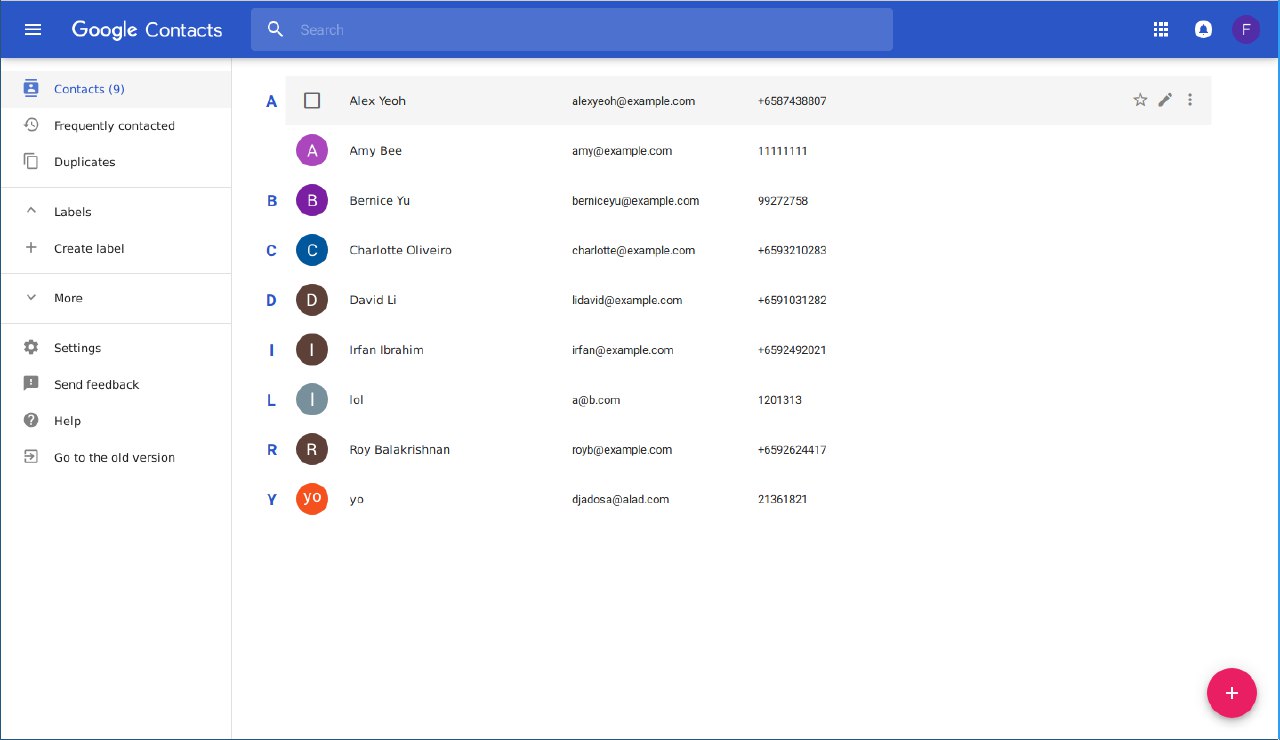 Google Contacts
Search
F
Contacts (9)
Frequently contacted
Duplicates
Labels
Create label
More
Settings
Send feedback
Help
Go to the old version
A Alex Yeoh alexyeoh@example.com +6587438807
A Amy Bee amy@example.com 11111111
B B Bernice Yu berniceyu@example.com 99272758
C C Charlotte Oliveiro charlotte@example.com +6593210283
D D David Li lidavid@example.com +6591031282
I I Irfan Ibrahim irfan@example.com +6592492021
L l lol a@b.com 1201313
R R Roy Balakrishnan royb@example.com +6592624417
Y yo yo djadosa@alad.com 21361821